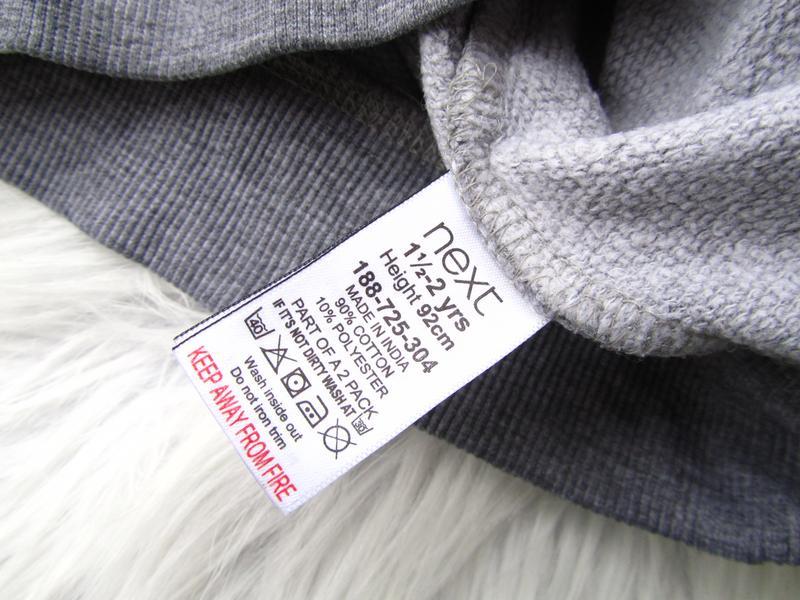 next
1½-2 yrs
Height 92cm
188-725-304
MADE IN INDIA
90% COTTON
10% POLYESTER
PART OF A 2 PACK
IF IT'S NOT DIRTY WASH AT 30
40
Wash inside out
Do not iron trim
KEEP AWAY FROM FIRE